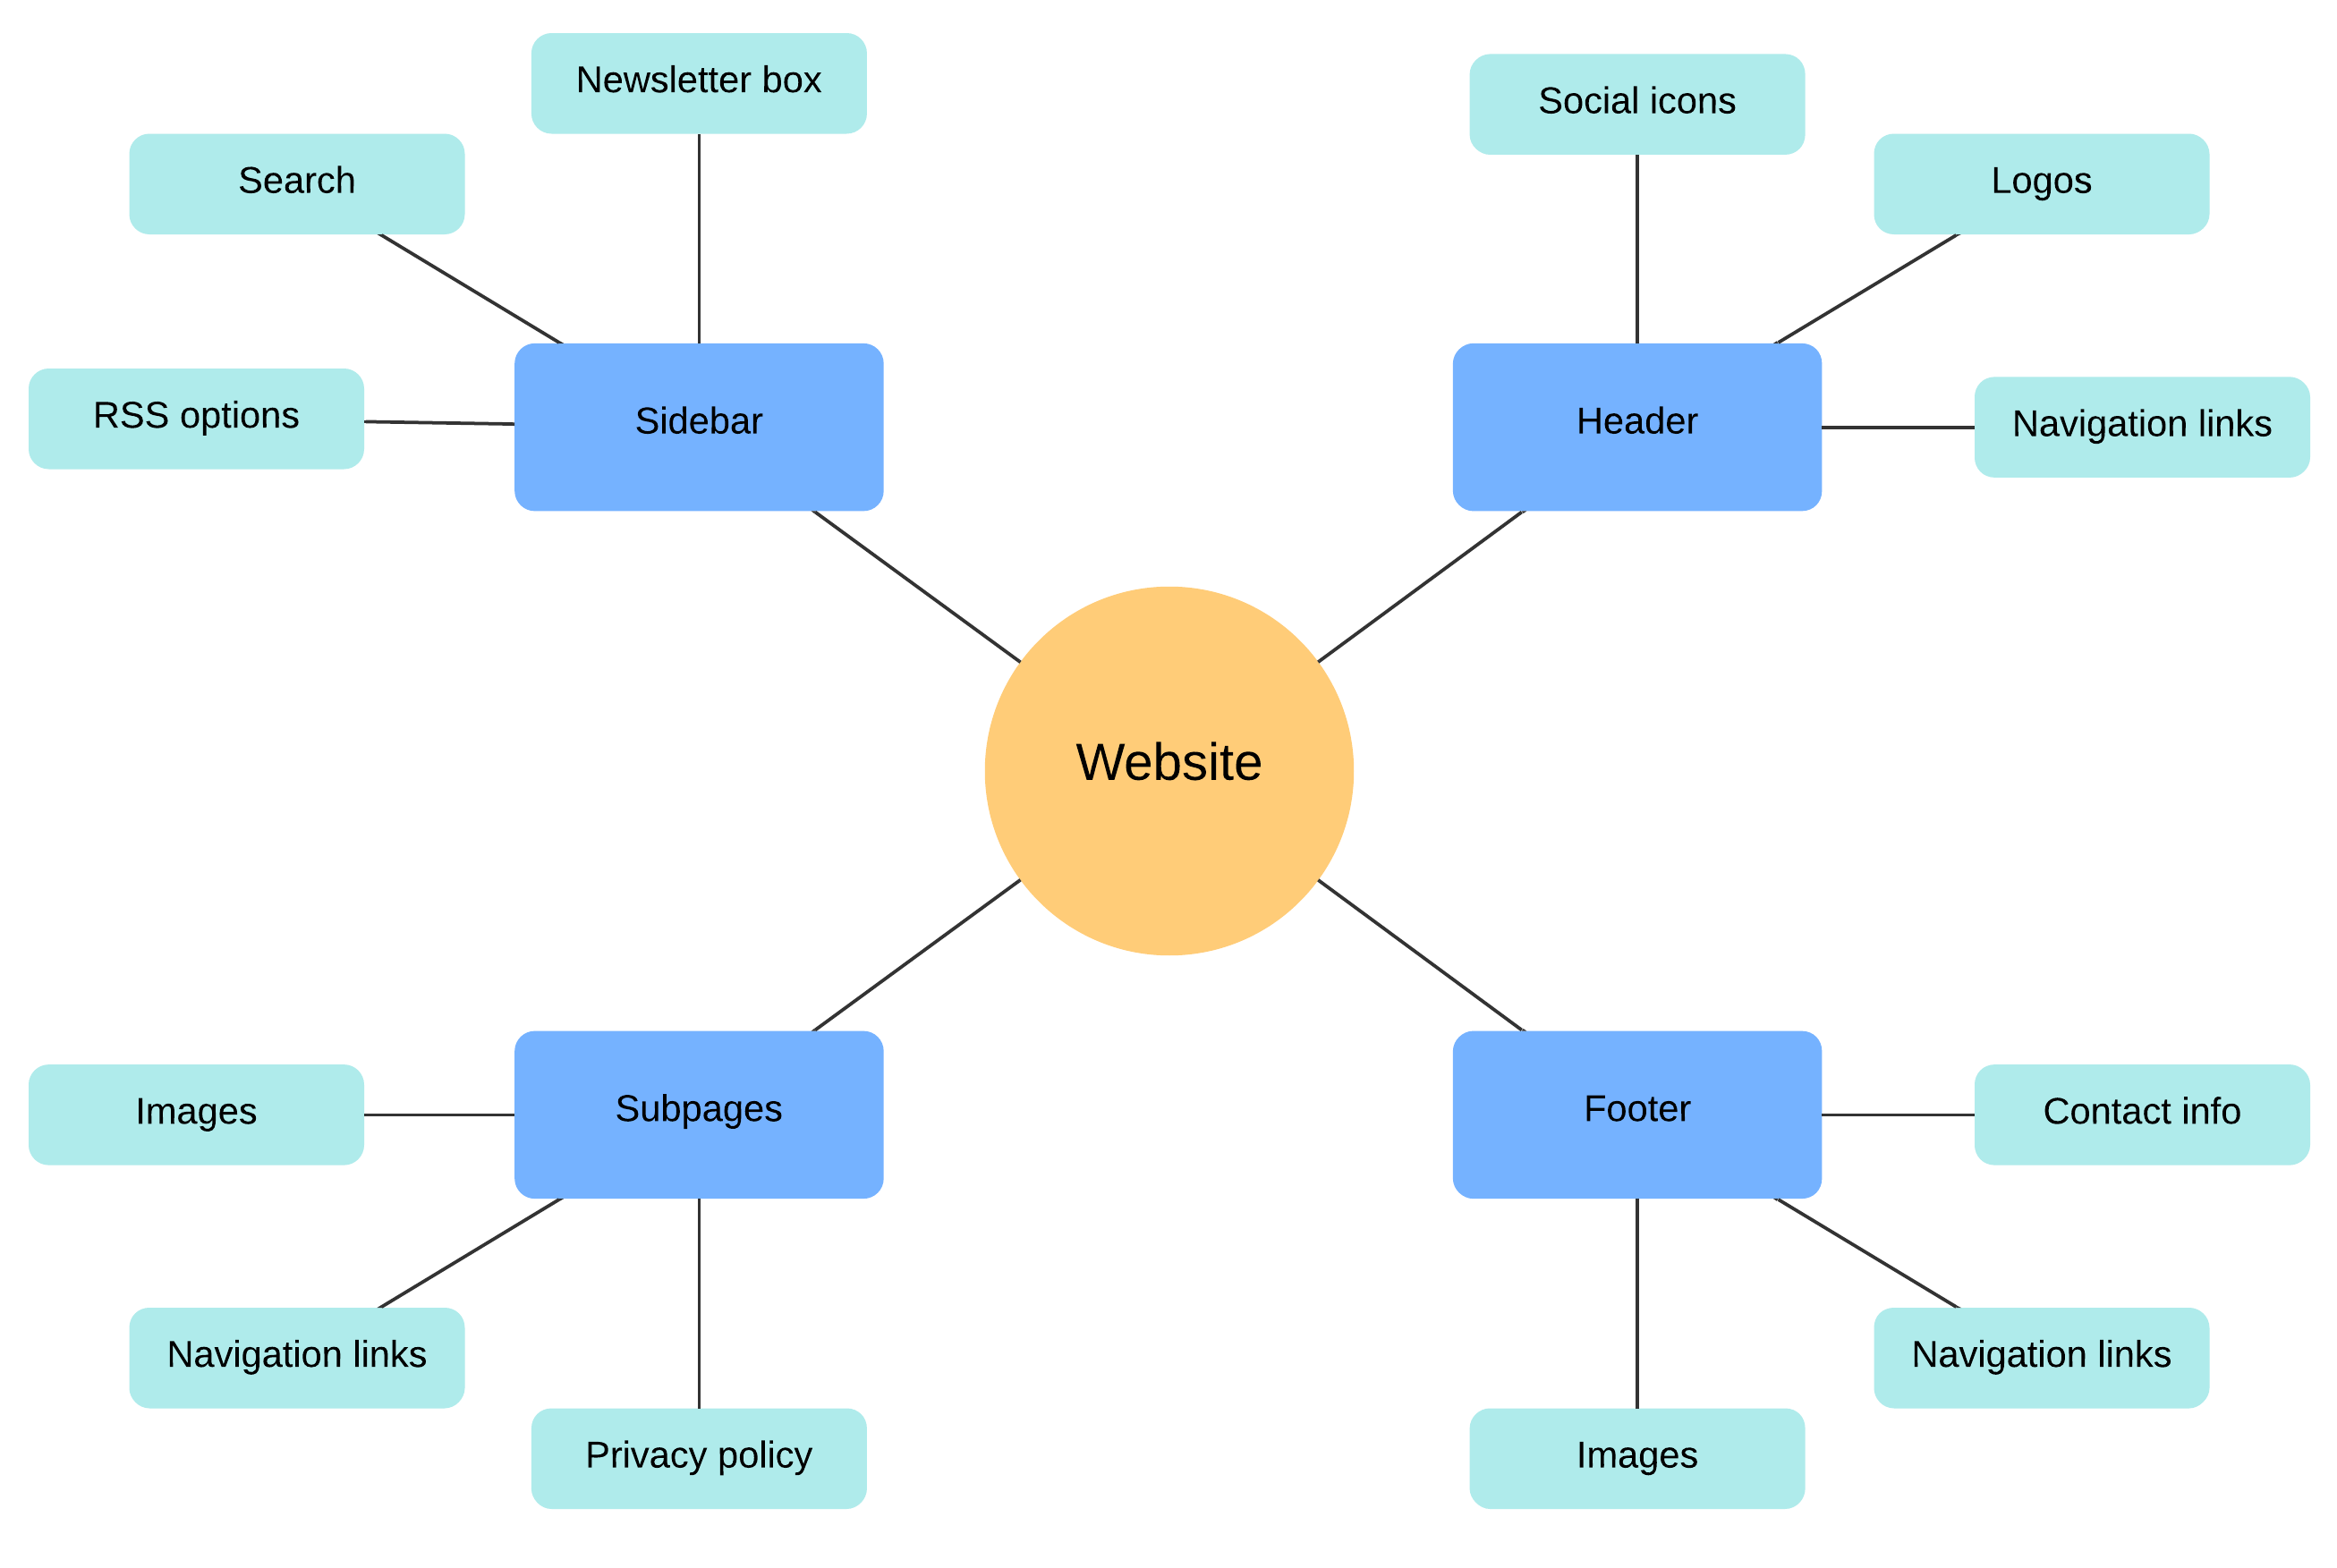 Newsletter box
Social icons
Search
Logos
RSS options
Sidebar
Header
Navigation links
Website
Images
Subpages
Footer
Contact info
Navigation links
Navigation links
Privacy policy
Images